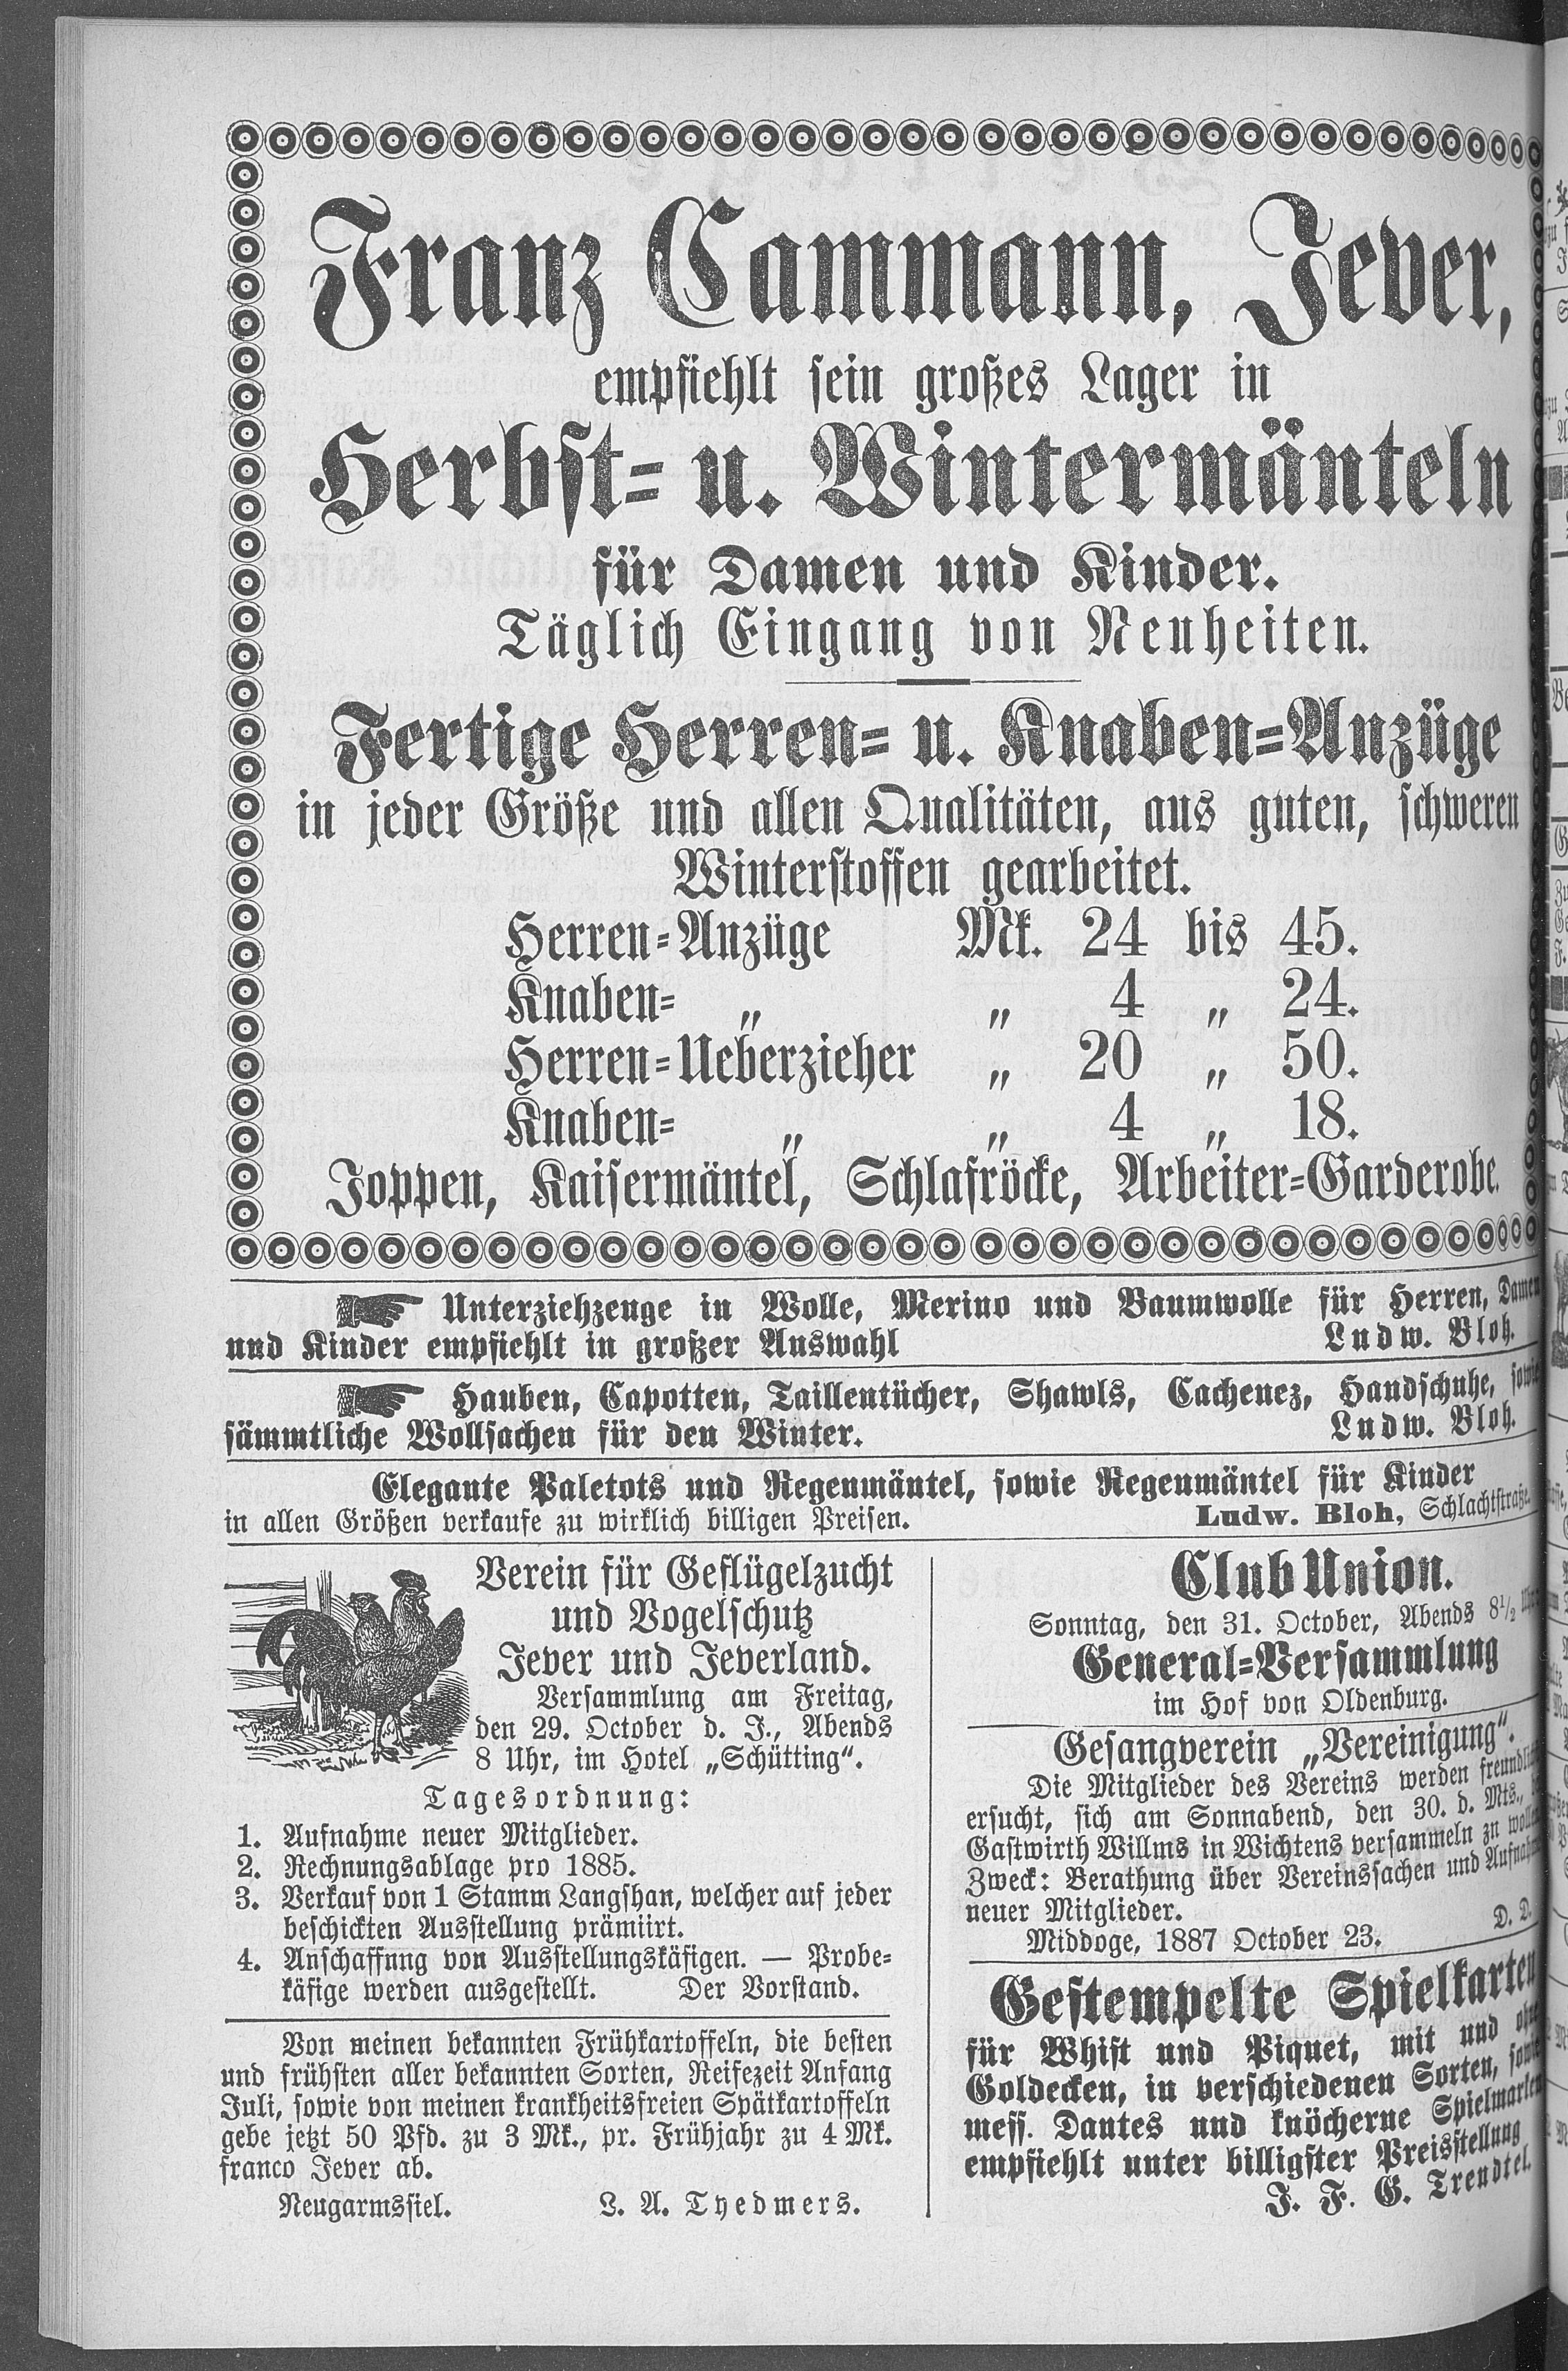 Franz Cammann, Jever,
empfiehlt sein großes Lager in
Herbst- u. Wintermänteln
für Damen und Kinder.
Täglich Eingang von Neuheiten.
Fertige Herren- u. Knaben-Anzüge
in jeder Größe und allen Qualitäten, aus guten, schweren
Winterstoffen gearbeitet.
Herren-Anzüge Mk. 24 bis 45.
Knaben- „ „ 4 „ 24.
Herren-Ueberzieher „ 20 „ 50.
Knaben- „ „ 4 „ 18.
Joppen, Kaisermäntel, Schlafröcke, Arbeiter-Garderobe.
Unterziehzeuge in Wolle, Merino und Baumwolle für Herren, Damen
und Kinder empfiehlt in großer Auswahl Ludw. Bloh.
Hauben, Capotten, Taillentücher, Shawls, Cachenez, Handschuhe, sowie
sämmtliche Wollsachen für den Winter. Ludw. Bloh.
Elegante Paletots und Regenmäntel, sowie Regenmäntel für Kinder
in allen Größen verkaufe zu wirklich billigen Preisen. Ludw. Bloh, Schlachtstraße.
Verein für Geflügelzucht
und Vogelschutz
Jever und Jeverland.
Versammlung am Freitag,
den 29. October d. J., Abends
8 Uhr, im Hotel „Schütting“.
Tagesordnung:
1. Aufnahme neuer Mitglieder.
2. Rechnungsablage pro 1885.
3. Verkauf von 1 Stamm Langshan, welcher auf jeder
beschickten Ausstellung prämiirt.
4. Anschaffung von Ausstellungskäfigen. — Probe-
käfige werden ausgestellt. Der Vorstand.
Von meinen bekannten Frühkartoffeln, die besten
und frühsten aller bekannten Sorten, Reifezeit Anfang
Juli, sowie von meinen krankheitsfreien Spätkartoffeln
gebe jetzt 50 Pfd. zu 3 Mk., pr. Frühjahr zu 4 Mk.
franco Jever ab.
Neugarmssiel. L. A. Tyedmers.
Club Union.
Sonntag, den 31. October, Abends 8½ Uhr:
General-Versammlung
im Hof von Oldenburg.
Gesangverein „Vereinigung“.
Die Mitglieder des Vereins werden freundlich
ersucht, sich am Sonnabend, den 30. d. Mts.,
Gastwirth Willms in Wichtens versammeln zu wollen.
Zweck: Berathung über Vereinssachen und Aufnahme
neuer Mitglieder. D. D.
Middoge, 1887 October 23.
Gestempelte Spielkarten
für Whist und Piquet, mit und ohne
Goldecken, in verschiedenen Sorten, sowie
mess. Dantes und knöcherne Spielmarken
empfiehlt unter billigster Preisstellung
J. F. G. Trendtel.